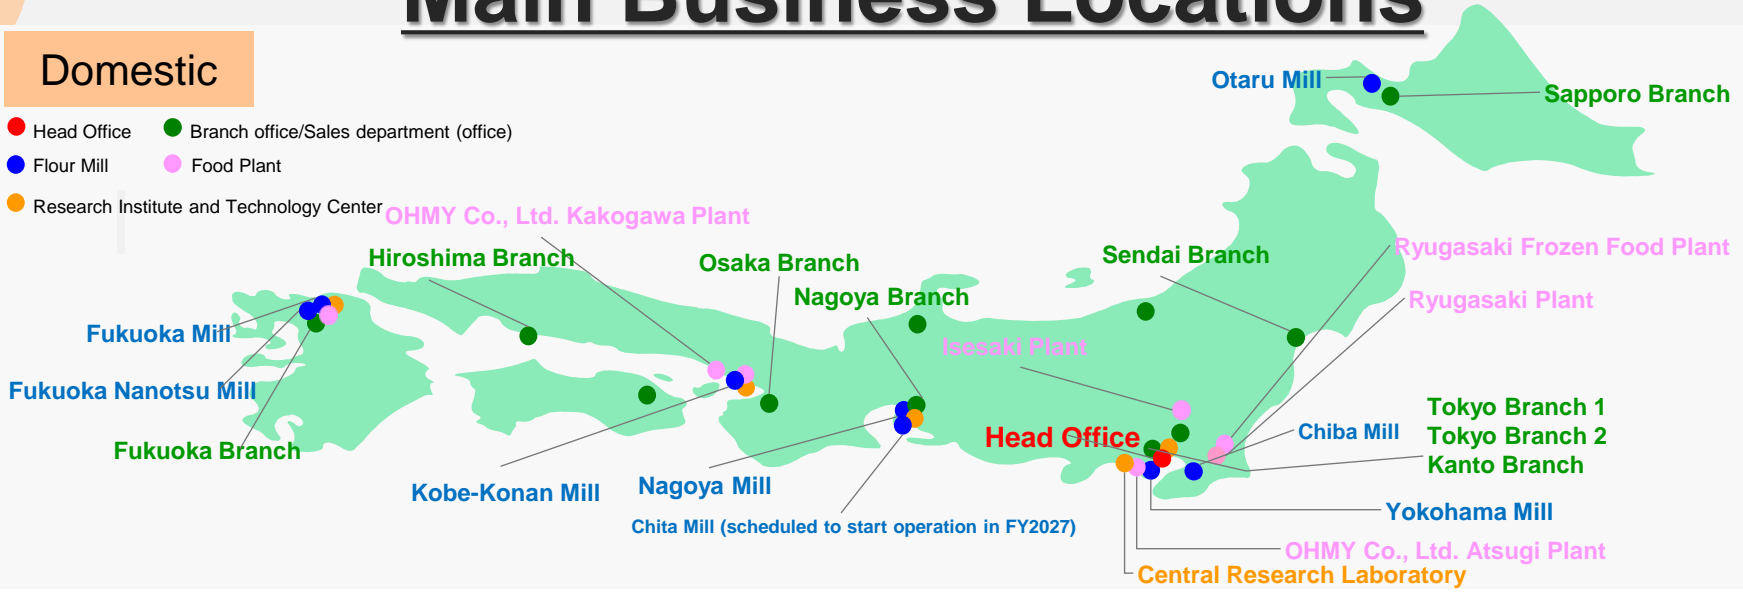 Main Business Locations
Domestic
Head Office
Branch office/Sales department (office)
Flour Mill
Food Plant
Research Institute and Technology Center
Otaru Mill
Sapporo Branch
OHMY Co., Ltd. Kakogawa Plant
Hiroshima Branch
Osaka Branch
Nagoya Branch
Sendai Branch
Ryugasaki Frozen Food Plant
Ryugasaki Plant
Fukuoka Mill
Isesaki Plant
Fukuoka Nanotsu Mill
Fukuoka Branch
Head Office
Chiba Mill
Tokyo Branch 1
Tokyo Branch 2
Kanto Branch
Kobe-Konan Mill
Nagoya Mill
Chita Mill (scheduled to start operation in FY2027)
Yokohama Mill
OHMY Co., Ltd. Atsugi Plant
Central Research Laboratory